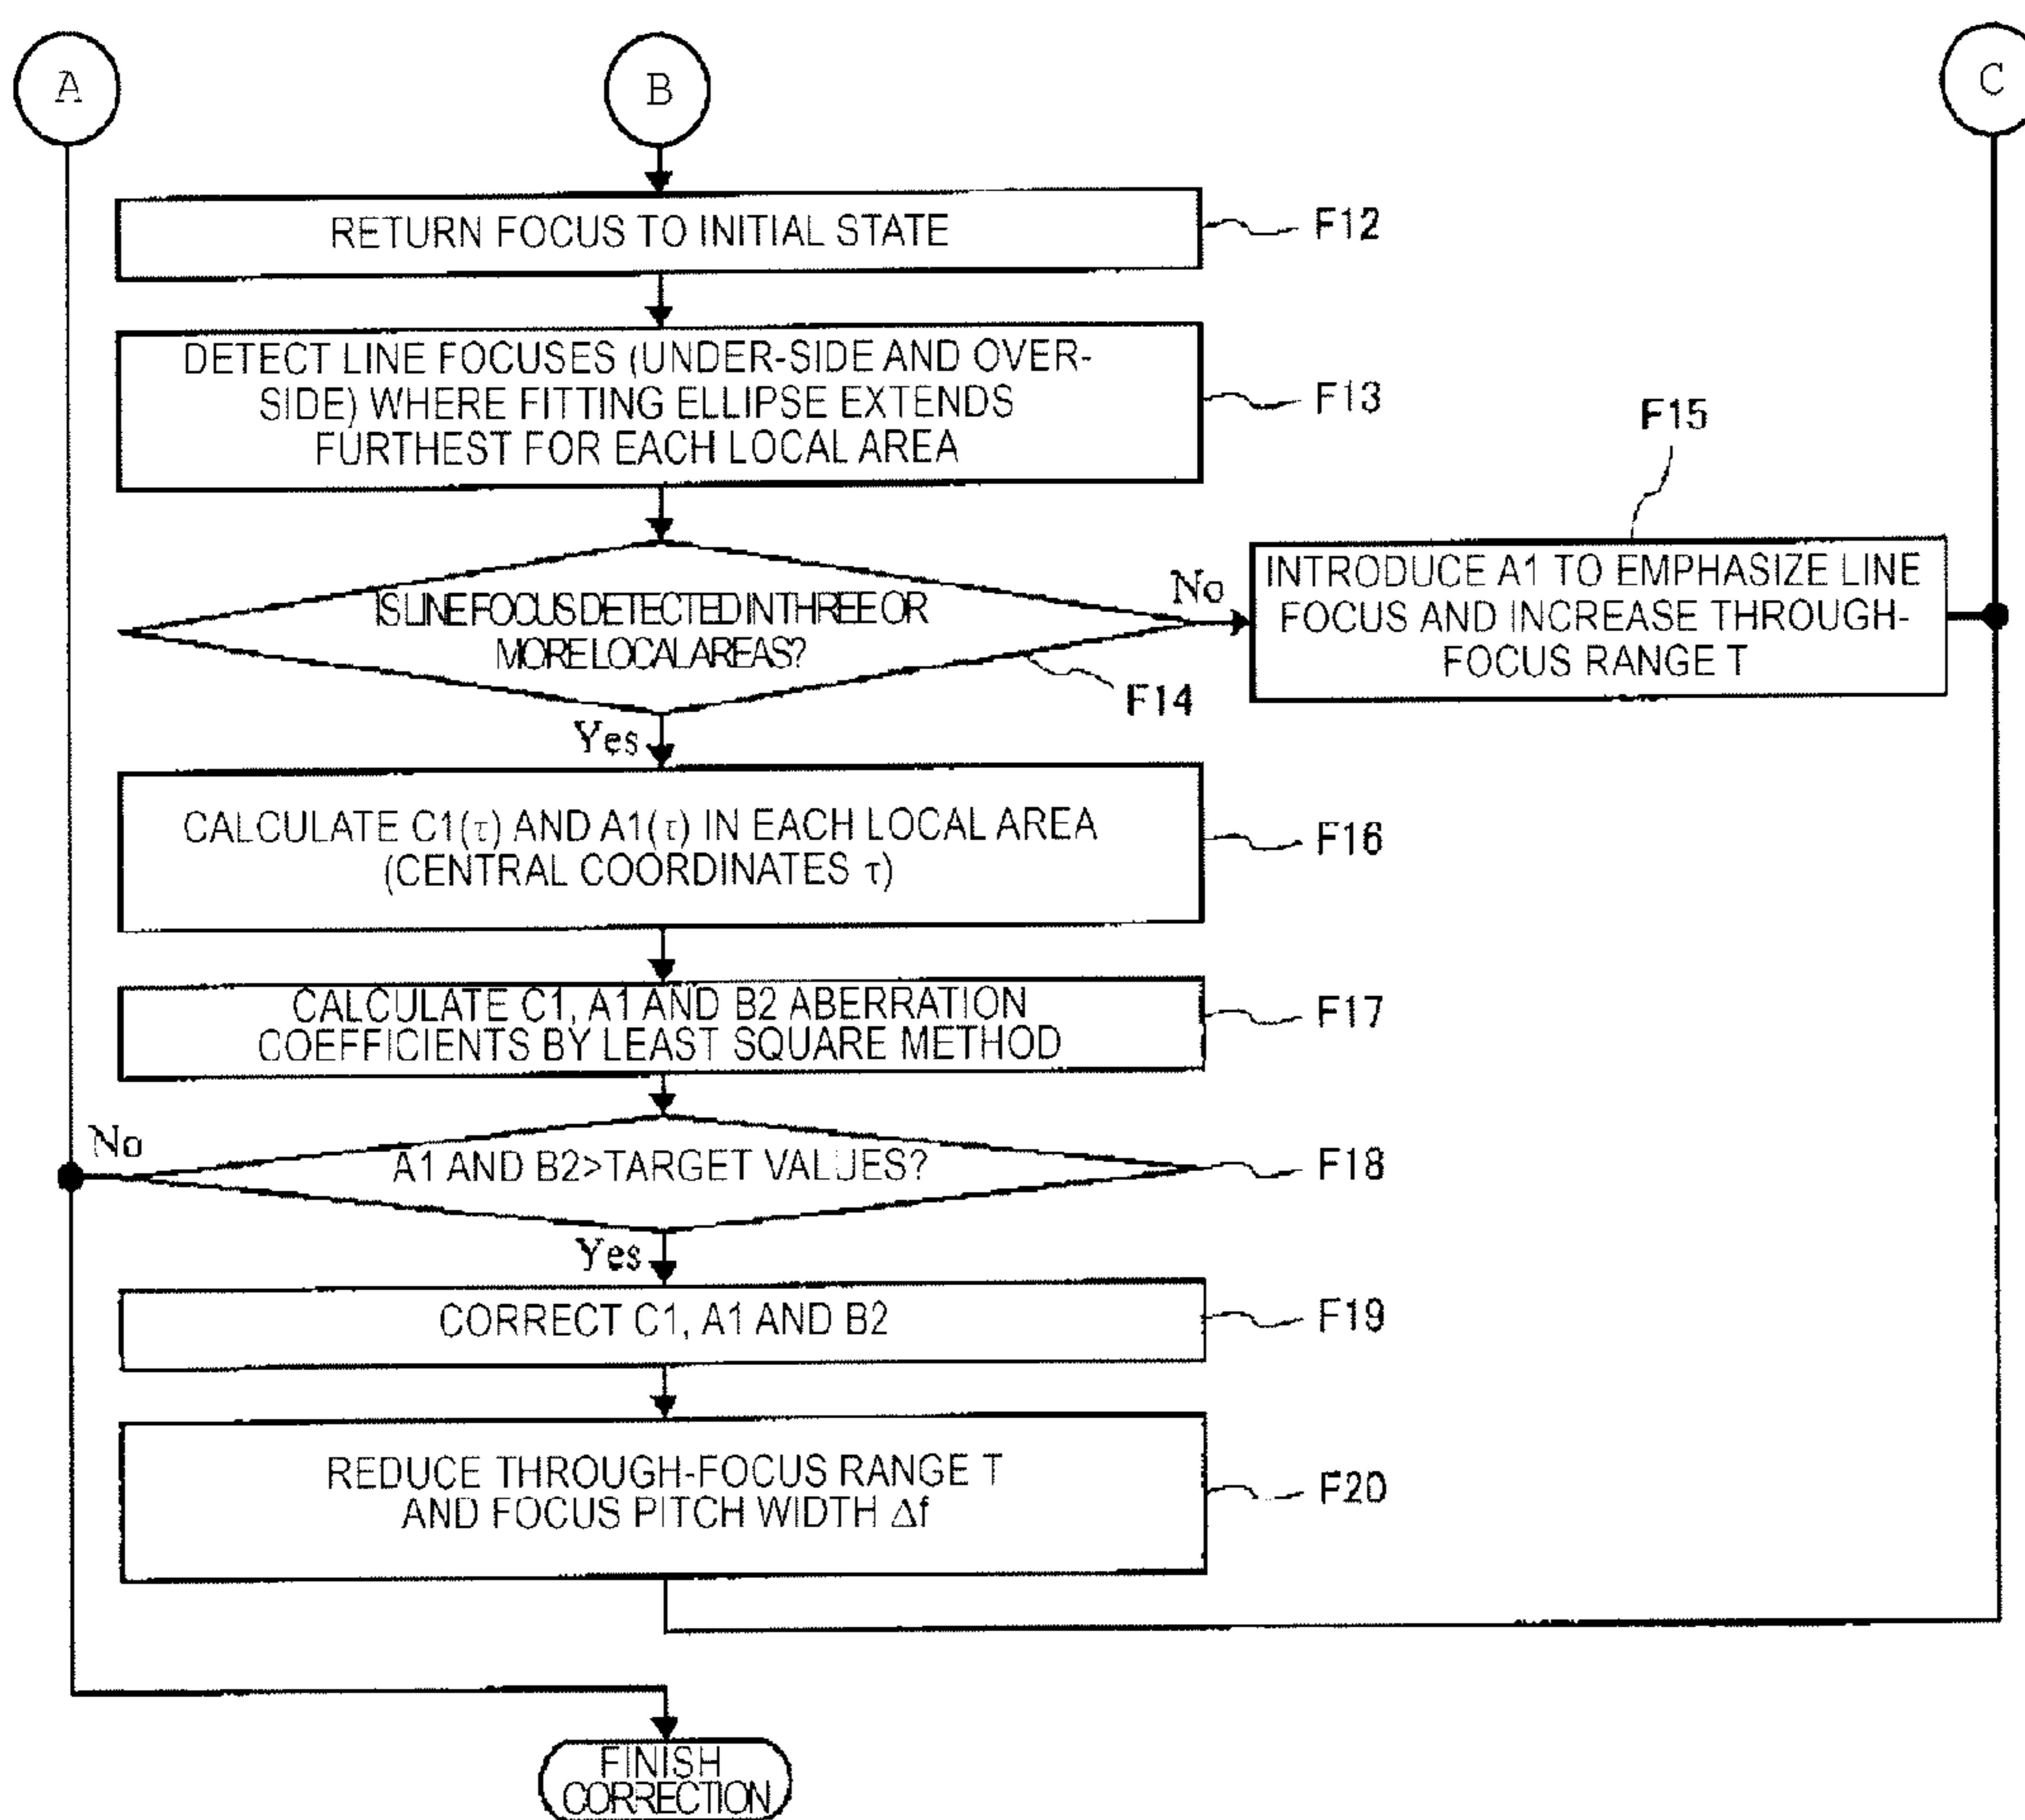 A
B
C
RETURN FOCUS TO INITIAL STATE
F12
DETECT LINE FOCUSES (UNDER-SIDE AND OVER-
SIDE) WHERE FITTING ELLIPSE EXTENDS
FURTHEST FOR EACH LOCAL AREA
F13
F15
IS LINE FOCUS DETECTED IN THREE OR
MORE LOCAL AREAS?
No
F14
INTRODUCE A1 TO EMPHASIZE LINE
FOCUS AND INCREASE THROUGH-
FOCUS RANGE T
Yes
CALCULATE C1(τ) AND A1(τ) IN EACH LOCAL AREA
(CENTRAL COORDINATES τ)
F16
CALCULATE C1, A1 AND B2 ABERRATION
COEFFICIENTS BY LEAST SQUARE METHOD
F17
No
A1 AND B2>TARGET VALUES?
F18
Yes
CORRECT C1, A1 AND B2
F19
REDUCE THROUGH-FOCUS RANGE T
AND FOCUS PITCH WIDTH Δf
F20
FINISH
CORRECTION